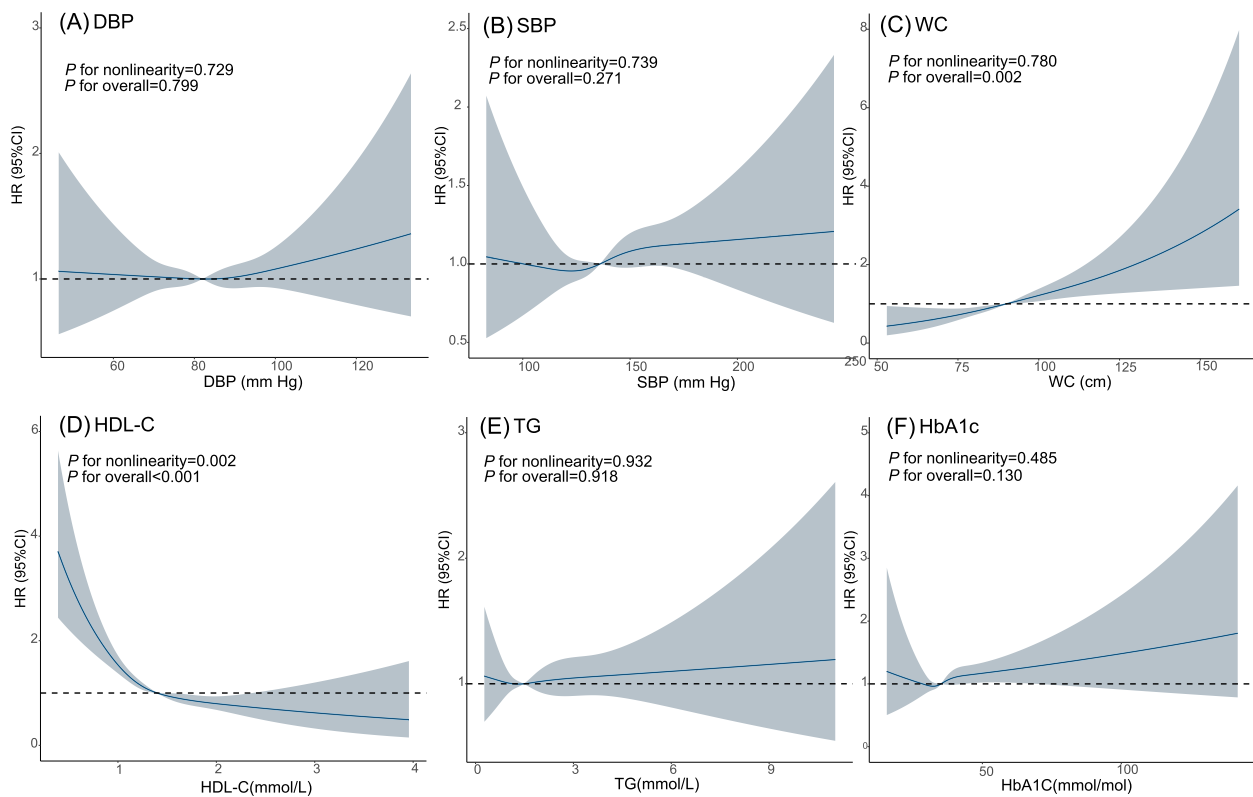 (A) DBP
P for nonlinearity=0.729
P for overall=0.799
3
2
1
HR (95%CI)
60
80
100
120
DBP (mm Hg)
(B) SBP
P for nonlinearity=0.739
P for overall=0.271
2.5
2
1.5
1.0
0.5
HR (95%CI)
100
150
200
250
SBP (mm Hg)
(C) WC
P for nonlinearity=0.780
P for overall=0.002
8
6
4
2
0
HR (95%CI)
50
75
100
125
150
WC (cm)
(D) HDL-C
P for nonlinearity=0.002
P for overall<0.001
6
4
2
0
HR (95%CI)
1
2
3
4
HDL-C(mmol/L)
(E) TG
P for nonlinearity=0.932
P for overall=0.918
3
2
1
HR (95%CI)
0
3
6
9
TG(mmol/L)
(F) HbA1c
P for nonlinearity=0.485
P for overall=0.130
5
4
3
2
1
0
HR (95%CI)
50
100
HbA1C(mmol/mol)